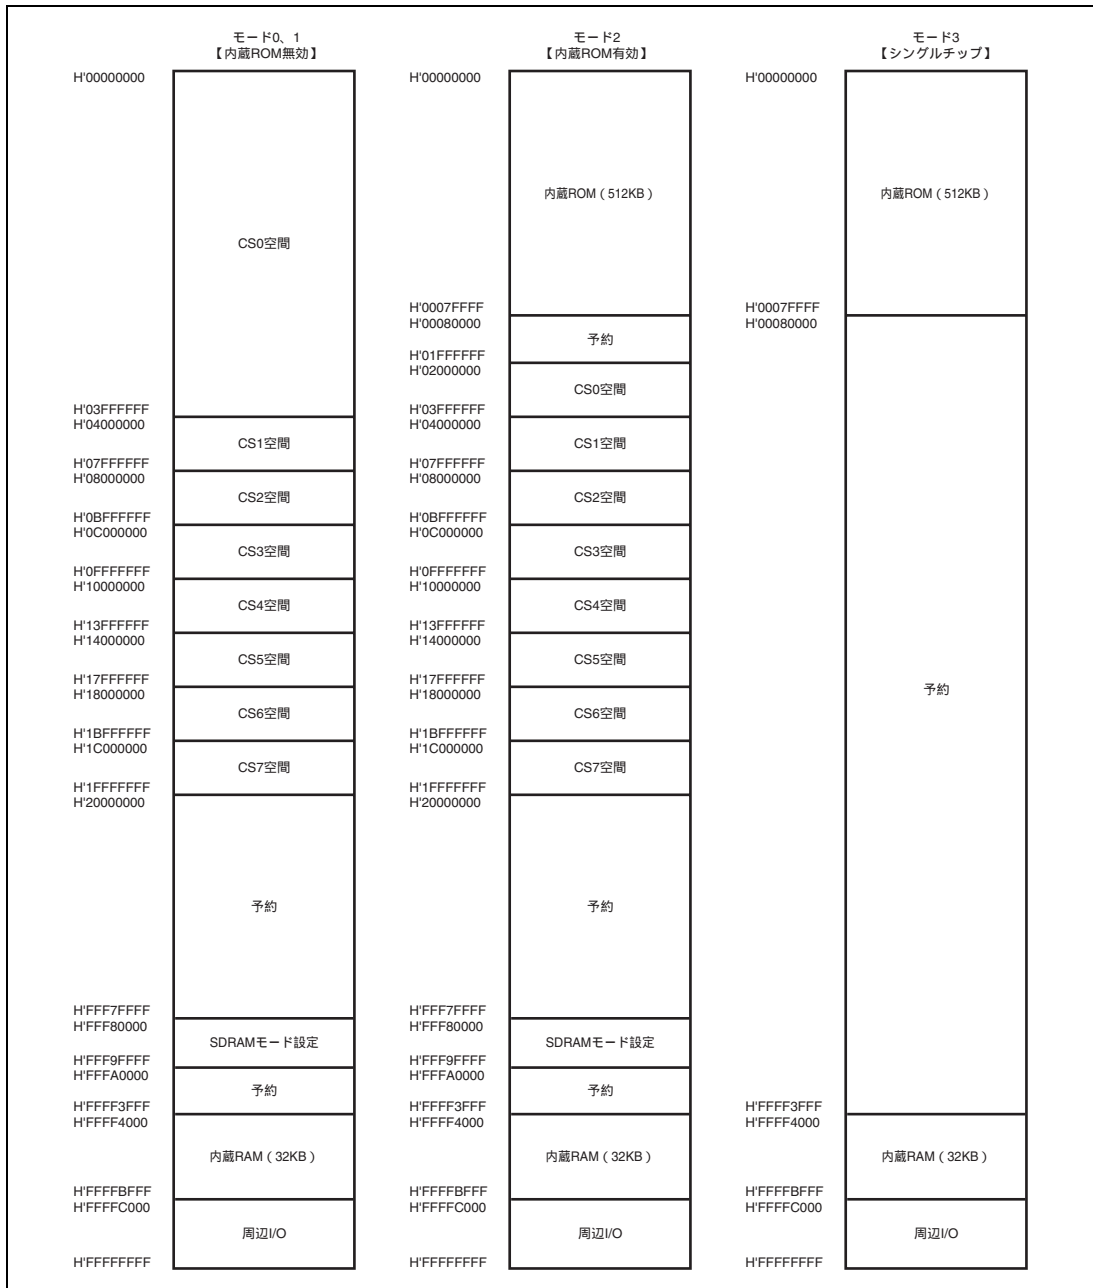 モード0、1
【内蔵ROM無効】
H'00000000
CS0空間
H'03FFFFFF
H'04000000
CS1空間
H'07FFFFFF
H'08000000
CS2空間
H'0BFFFFFF
H'0C000000
CS3空間
H'0FFFFFFF
H'10000000
CS4空間
H'13FFFFFF
H'14000000
CS5空間
H'17FFFFFF
H'18000000
CS6空間
H'1BFFFFFF
H'1C000000
CS7空間
H'1FFFFFFF
H'20000000
予約
H'FFF7FFFF
H'FFF80000
SDRAMモード設定
H'FFF9FFFF
H'FFFA0000
予約
H'FFFF3FFF
H'FFFF4000
内蔵RAM(32KB)
H'FFFFBFFF
H'FFFFC000
周辺I/O
H'FFFFFFFF
モード2
【内蔵ROM有効】
H'00000000
内蔵ROM(512KB)
H'0007FFFF
H'00080000
予約
H'01FFFFFF
H'02000000
CS0空間
H'03FFFFFF
H'04000000
CS1空間
H'07FFFFFF
H'08000000
CS2空間
H'0BFFFFFF
H'0C000000
CS3空間
H'0FFFFFFF
H'10000000
CS4空間
H'13FFFFFF
H'14000000
CS5空間
H'17FFFFFF
H'18000000
CS6空間
H'1BFFFFFF
H'1C000000
CS7空間
H'1FFFFFFF
H'20000000
予約
H'FFF7FFFF
H'FFF80000
SDRAMモード設定
H'FFF9FFFF
H'FFFA0000
予約
H'FFFF3FFF
H'FFFF4000
内蔵RAM(32KB)
H'FFFFBFFF
H'FFFFC000
周辺I/O
H'FFFFFFFF
モード3
【シングルチップ】
H'00000000
内蔵ROM(512KB)
H'0007FFFF
H'00080000
予約
H'FFFF3FFF
H'FFFF4000
内蔵RAM(32KB)
H'FFFFBFFF
H'FFFFC000
周辺I/O
H'FFFFFFFF